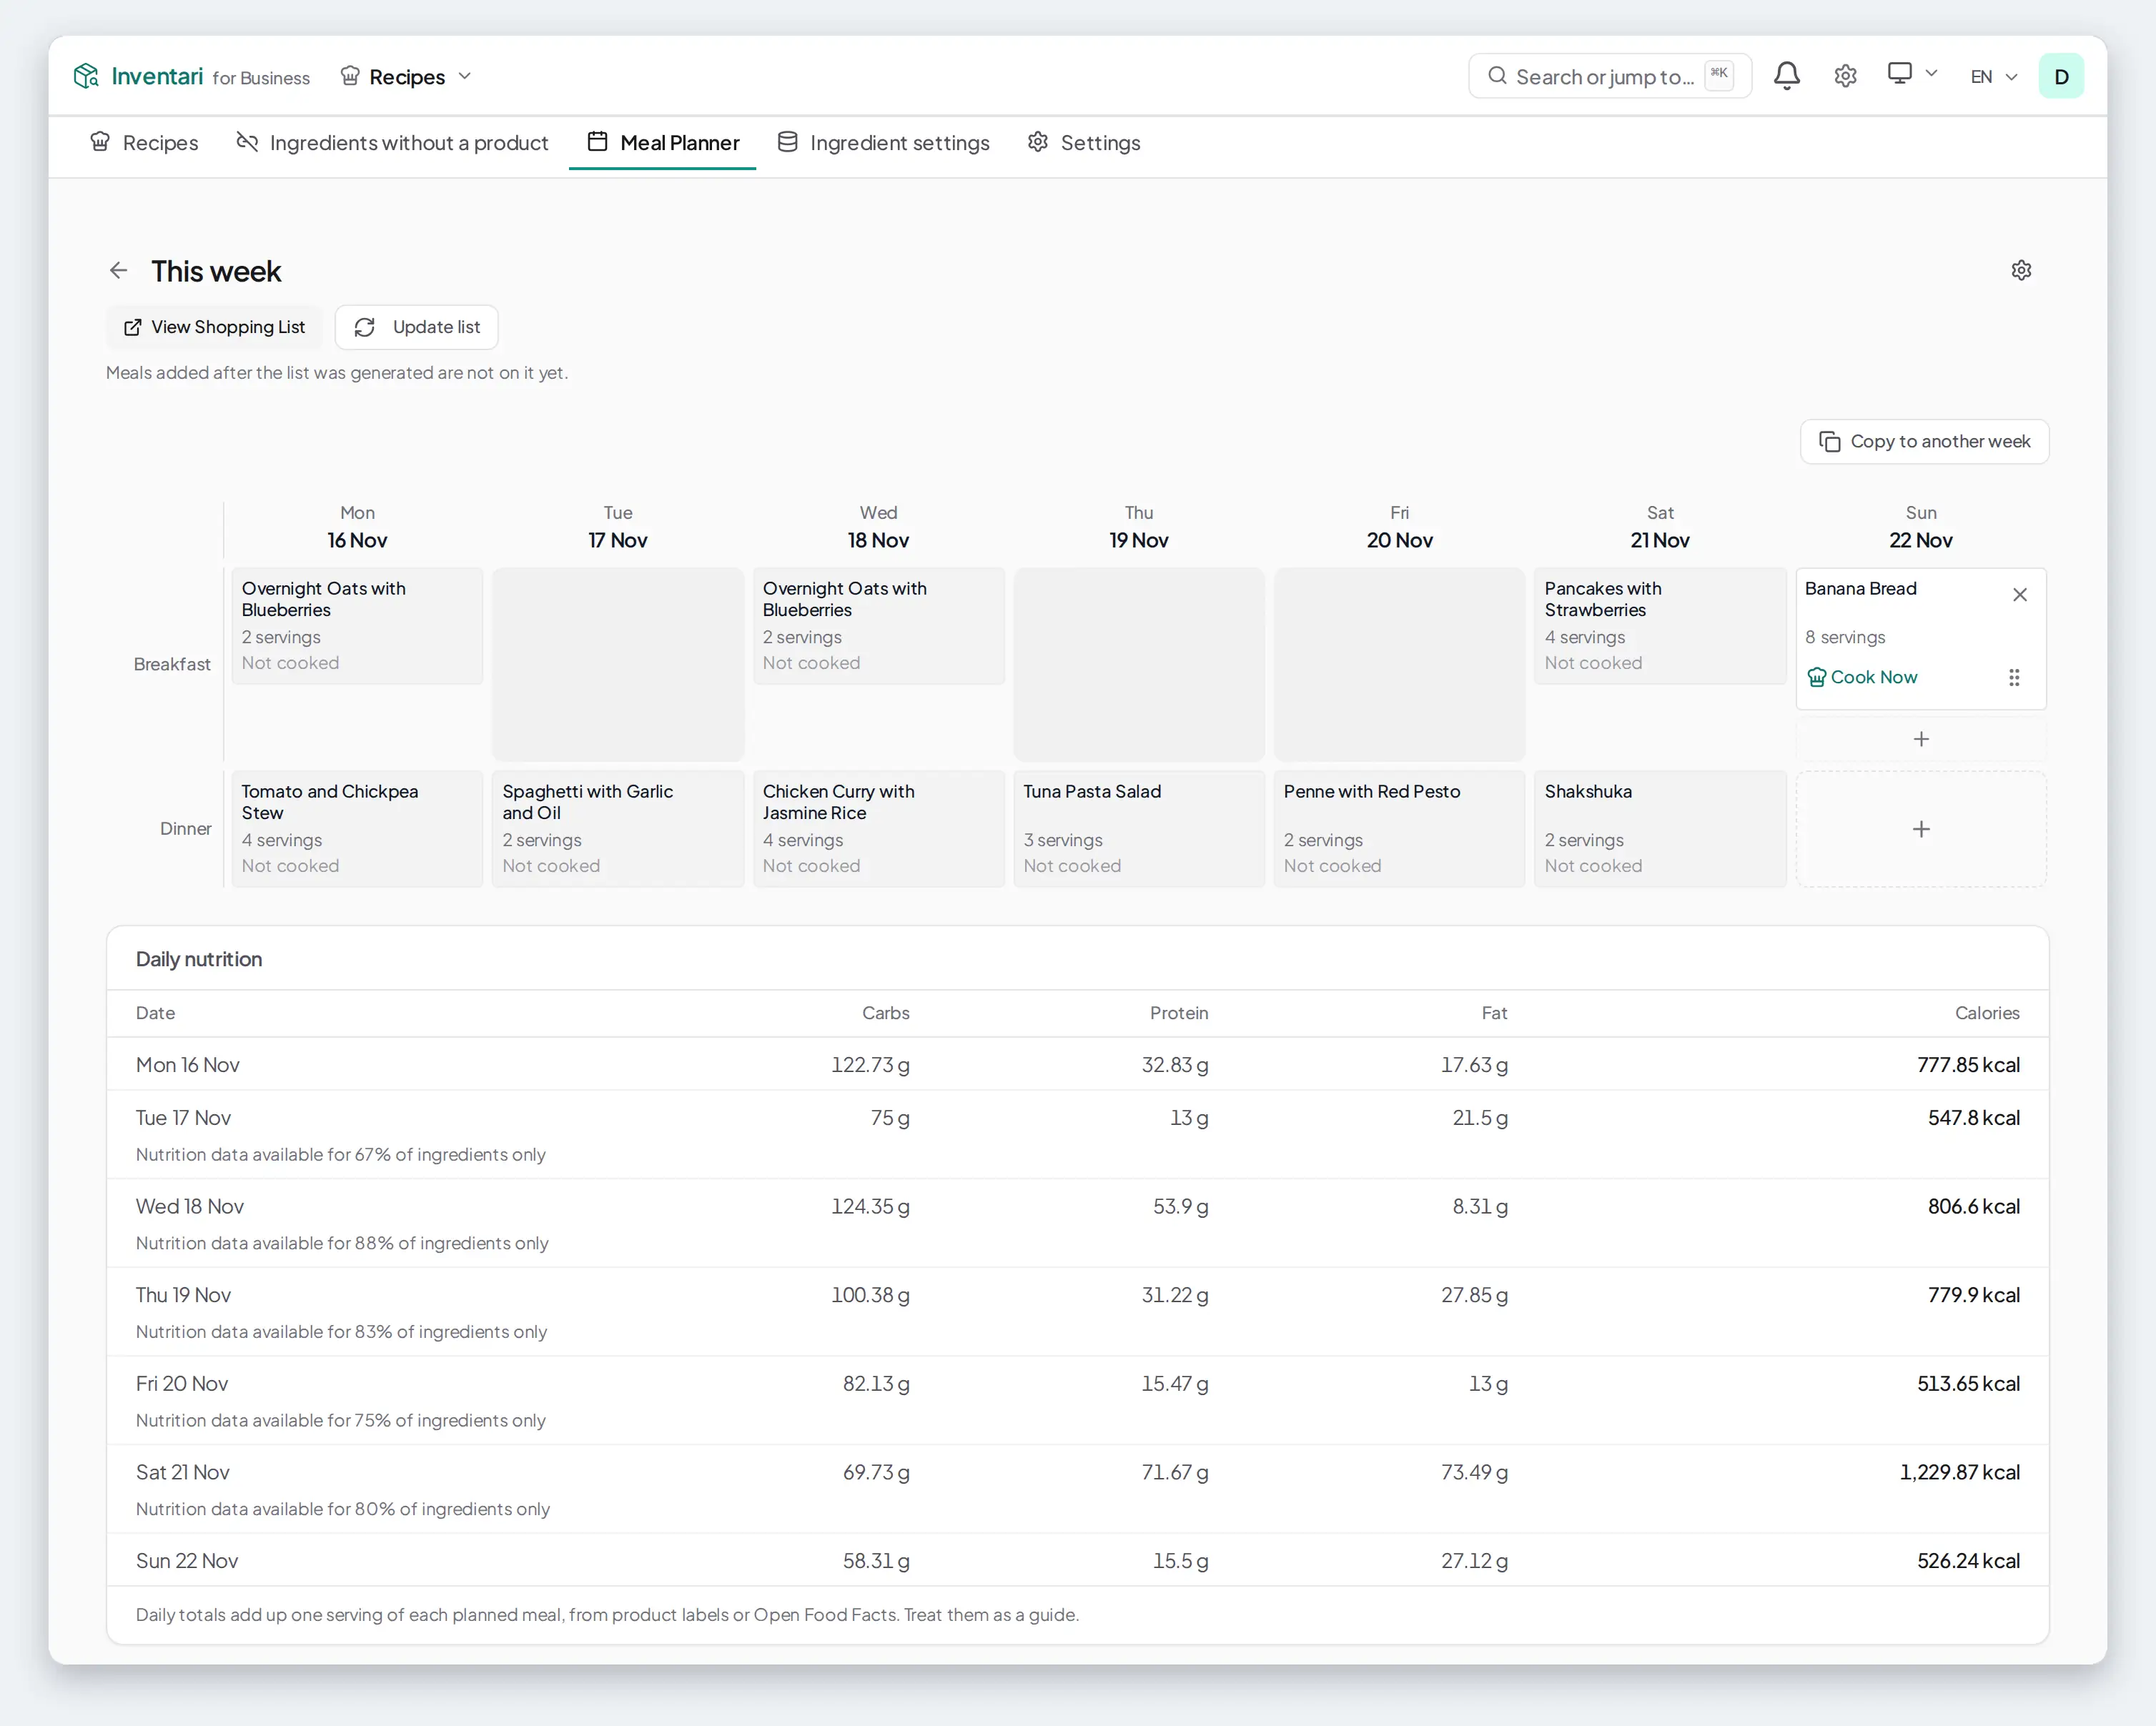 Inventari for Business Recipes Search or jump to... ⌘K EN D
Recipes Ingredients without a product Meal Planner Ingredient settings Settings
This week
View Shopping List Update list
Meals added after the list was generated are not on it yet.
Copy to another week
Mon Tue Wed Thu Fri Sat Sun
16 Nov 17 Nov 18 Nov 19 Nov 20 Nov 21 Nov 22 Nov
Breakfast
Overnight Oats with
Blueberries
2 servings
Not cooked
Overnight Oats with
Blueberries
2 servings
Not cooked
Pancakes with
Strawberries
4 servings
Not cooked
Banana Bread
8 servings
Cook Now
Dinner
Tomato and Chickpea
Stew
4 servings
Not cooked
Spaghetti with Garlic
and Oil
2 servings
Not cooked
Chicken Curry with
Jasmine Rice
4 servings
Not cooked
Tuna Pasta Salad
3 servings
Not cooked
Penne with Red Pesto
2 servings
Not cooked
Shakshuka
2 servings
Not cooked
Daily nutrition
Date Carbs Protein Fat Calories
Mon 16 Nov 122.73 g 32.83 g 17.63 g 777.85 kcal
Tue 17 Nov 75 g 13 g 21.5 g 547.8 kcal
Nutrition data available for 67% of ingredients only
Wed 18 Nov 124.35 g 53.9 g 8.31 g 806.6 kcal
Nutrition data available for 88% of ingredients only
Thu 19 Nov 100.38 g 31.22 g 27.85 g 779.9 kcal
Nutrition data available for 83% of ingredients only
Fri 20 Nov 82.13 g 15.47 g 13 g 513.65 kcal
Nutrition data available for 75% of ingredients only
Sat 21 Nov 69.73 g 71.67 g 73.49 g 1,229.87 kcal
Nutrition data available for 80% of ingredients only
Sun 22 Nov 58.31 g 15.5 g 27.12 g 526.24 kcal
Daily totals add up one serving of each planned meal, from product labels or Open Food Facts. Treat them as a guide.